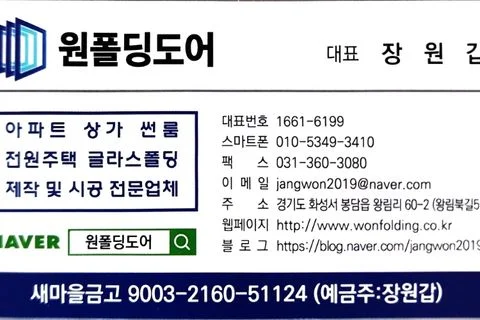 원폴딩도어
대표 장 원 갑
아파트 상가 썬룸
전원주택 글라스폴딩
제작 및 시공 전문업체
NAVER 원폴딩도어
대표번호 1661-6199
스마트폰 010-5349-3410
팩 스 031-360-3080
이 메 일 jangwon2019@naver.com
주 소 경기도 화성서 봉담읍 왕림리 60-2 (왕림북길5
웹페이지 http://www.wonfolding.co.kr
블 로 그 https://blog.naver.com/jangwon2019
새마을금고 9003-2160-51124 (예금주:장원갑)